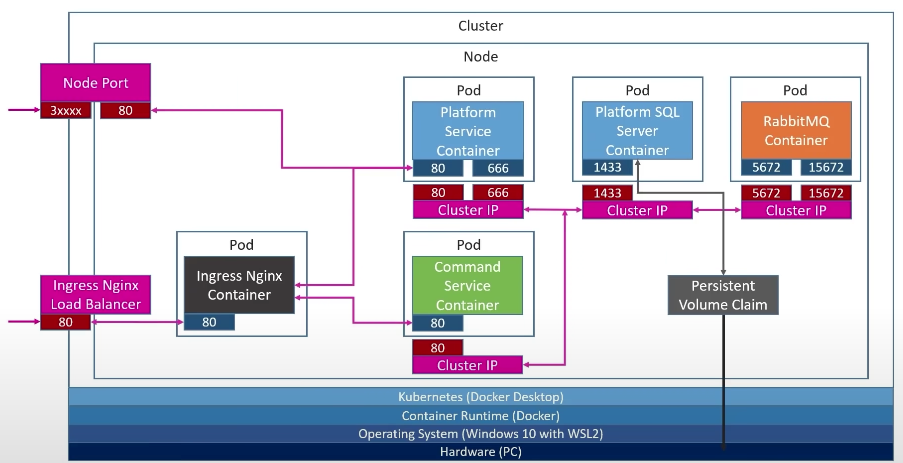 Cluster
Node
Node Port
3xxxx
80
Pod
Platform
Service
Container
80
666
80
666
Cluster IP
Pod
Platform SQL
Server
Container
1433
1433
Cluster IP
Pod
RabbitMQ
Container
5672
15672
5672
15672
Cluster IP
Ingress Nginx
Load Balancer
80
Pod
Ingress Nginx
Container
80
Pod
Command
Service
Container
80
80
Cluster IP
Persistent
Volume Claim
Kubernetes (Docker Desktop)
Container Runtime (Docker)
Operating System (Windows 10 with WSL2)
Hardware (PC)